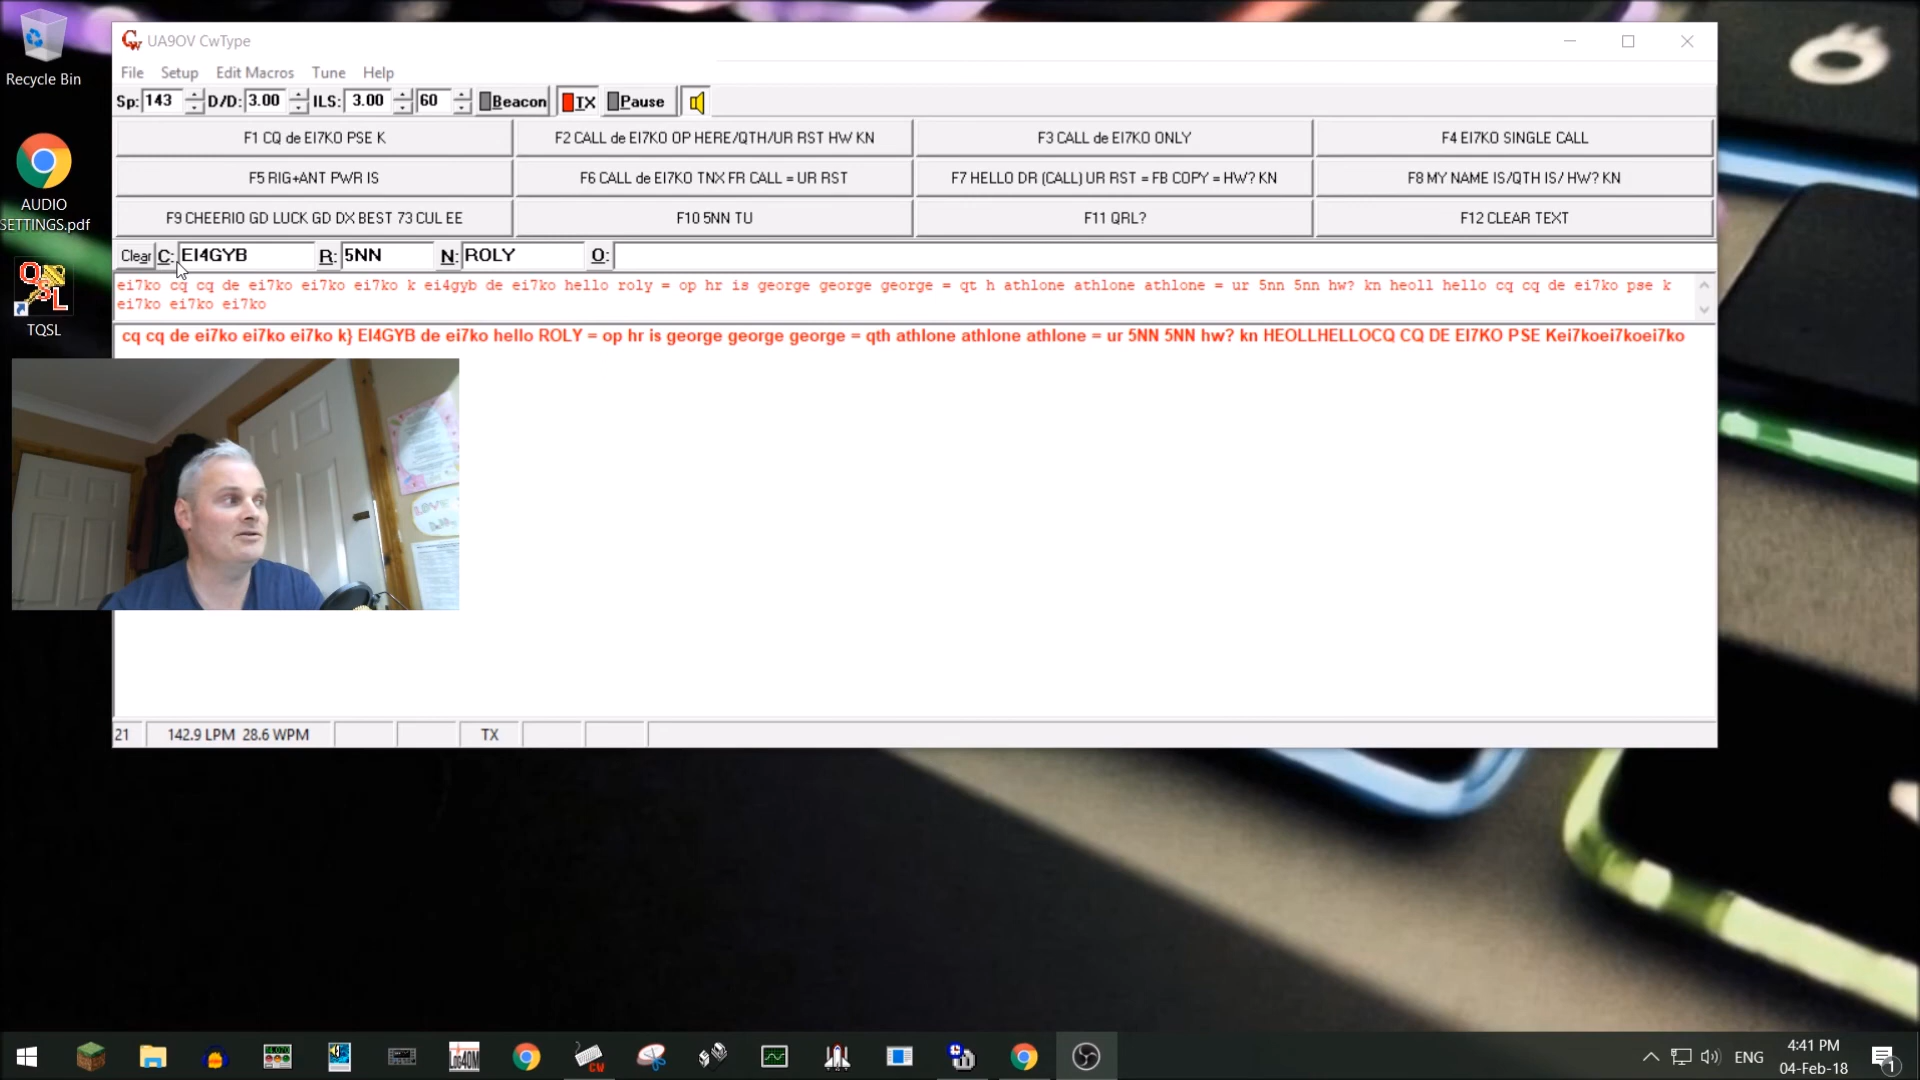 UA9OV CwType
File Setup Edit Macros Tune Help
Sp: 143 D/D: 3.00 ILS: 3.00 60 Beacon TX Pause
F1 CQ de EI7KO PSE K
F2 CALL de EI7KO OP HERE/QTH/UR RST HW KN
F3 CALL de EI7KO ONLY
F4 EI7KO SINGLE CALL
F5 RIG+ANT PWR IS
F6 CALL de EI7KO TNX FR CALL = UR RST
F7 HELLO DR (CALL) UR RST = FB COPY = HW? KN
F8 MY NAME IS/QTH IS/ HW? KN
F9 CHEERIO GD LUCK GD DX BEST 73 CUL EE
F10 5NN TU
F11 QRL?
F12 CLEAR TEXT
Clear C: EI4GYB R: 5NN N: ROLY O:
ei7ko cq cq de ei7ko ei7ko ei7ko k ei4gyb de ei7ko hello roly = op hr is george george george = qt h athlone athlone athlone = ur 5nn 5nn hw? kn heoll hello cq cq de ei7ko pse k
ei7ko ei7ko ei7ko
cq cq de ei7ko ei7ko ei7ko k} EI4GYB de ei7ko hello ROLY = op hr is george george george = qth athlone athlone athlone = ur 5NN 5NN hw? kn HEOLLHELLOCQ CQ DE EI7KO PSE Kei7koei7koei7ko
21 142.9 LPM 28.6 WPM TX
Recycle Bin
AUDIO
SETTINGS.pdf
TQSL
ENG
4:41 PM
04-Feb-18
1